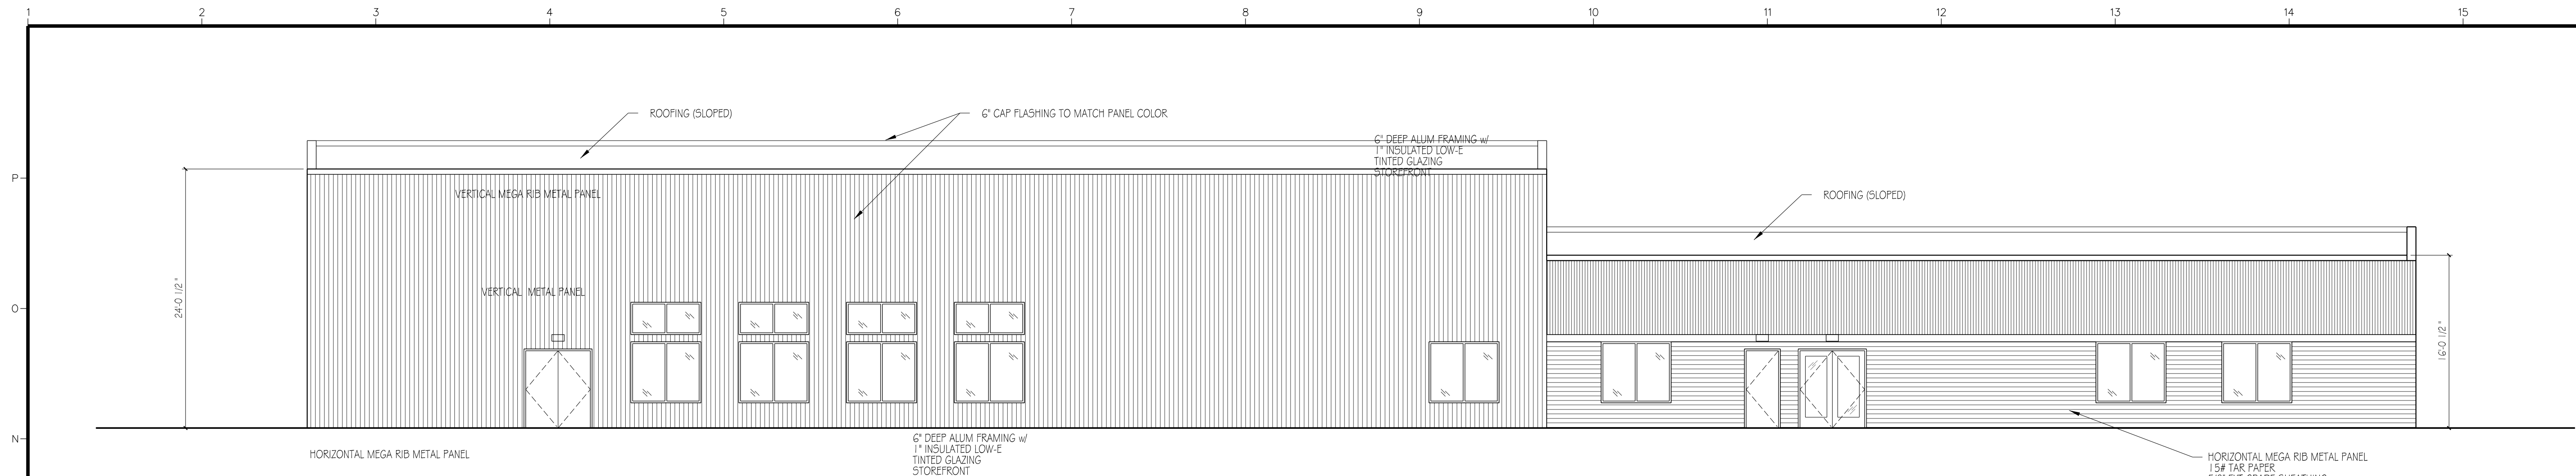 1 2 3 4 5 6 7 8 9 10 11 12 13 14 15
ROOFING (SLOPED)
6" CAP FLASHING TO MATCH PANEL COLOR
6" DEEP ALUM FRAMING w/
1" INSULATED LOW-E
TINTED GLAZING
STOREFRONT
P
VERTICAL MEGA RIB METAL PANEL
ROOFING (SLOPED)
24'-0 1/2"
VERTICAL METAL PANEL
O
16'-0 1/2"
N
HORIZONTAL MEGA RIB METAL PANEL
6" DEEP ALUM FRAMING w/
1" INSULATED LOW-E
TINTED GLAZING
STOREFRONT
HORIZONTAL MEGA RIB METAL PANEL
15# TAR PAPER